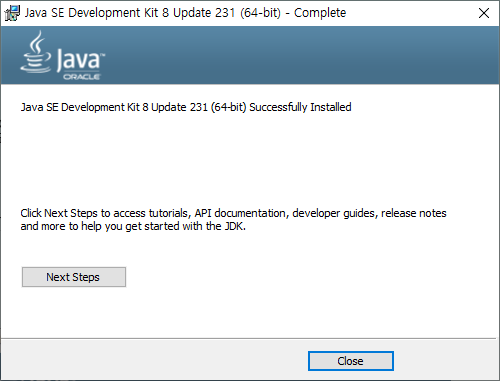 Java SE Development Kit 8 Update 231 (64-bit) - Complete
Java™
ORACLE
Java SE Development Kit 8 Update 231 (64-bit) Successfully Installed
Click Next Steps to access tutorials, API documentation, developer guides, release notes
and more to help you get started with the JDK.
Next Steps
Close